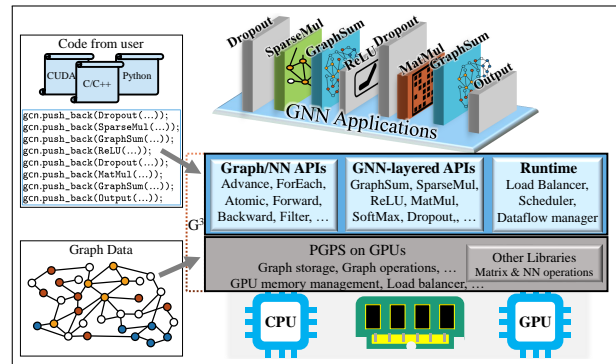 Code from user
CUDA
C/C++
Python
gcn.push_back(Dropout(…));
gcn.push_back(SparseMul(…));
gcn.push_back(GraphSum(…));
gcn.push_back(ReLU(…));
gcn.push_back(Dropout(…));
gcn.push_back(MatMul(…));
gcn.push_back(GraphSum(…));
gcn.push_back(Output(…));
Graph Data
Dropout
SparseMul
GraphSum
ReLU
Dropout
MatMul
GraphSum
Output
GNN Applications
G³
Graph/NN APIs
Advance, ForEach,
Atomic, Forward,
Backward, Filter, …
GNN-layered APIs
GraphSum, SparseMul,
ReLU, MatMul,
SoftMax, Dropout,, …
Runtime
Load Balancer,
Scheduler,
Dataflow manager
PGPS on GPUs
Graph storage, Graph operations, …
GPU memory management, Load balancer, …
Other Libraries
Matrix & NN operations
CPU
GPU